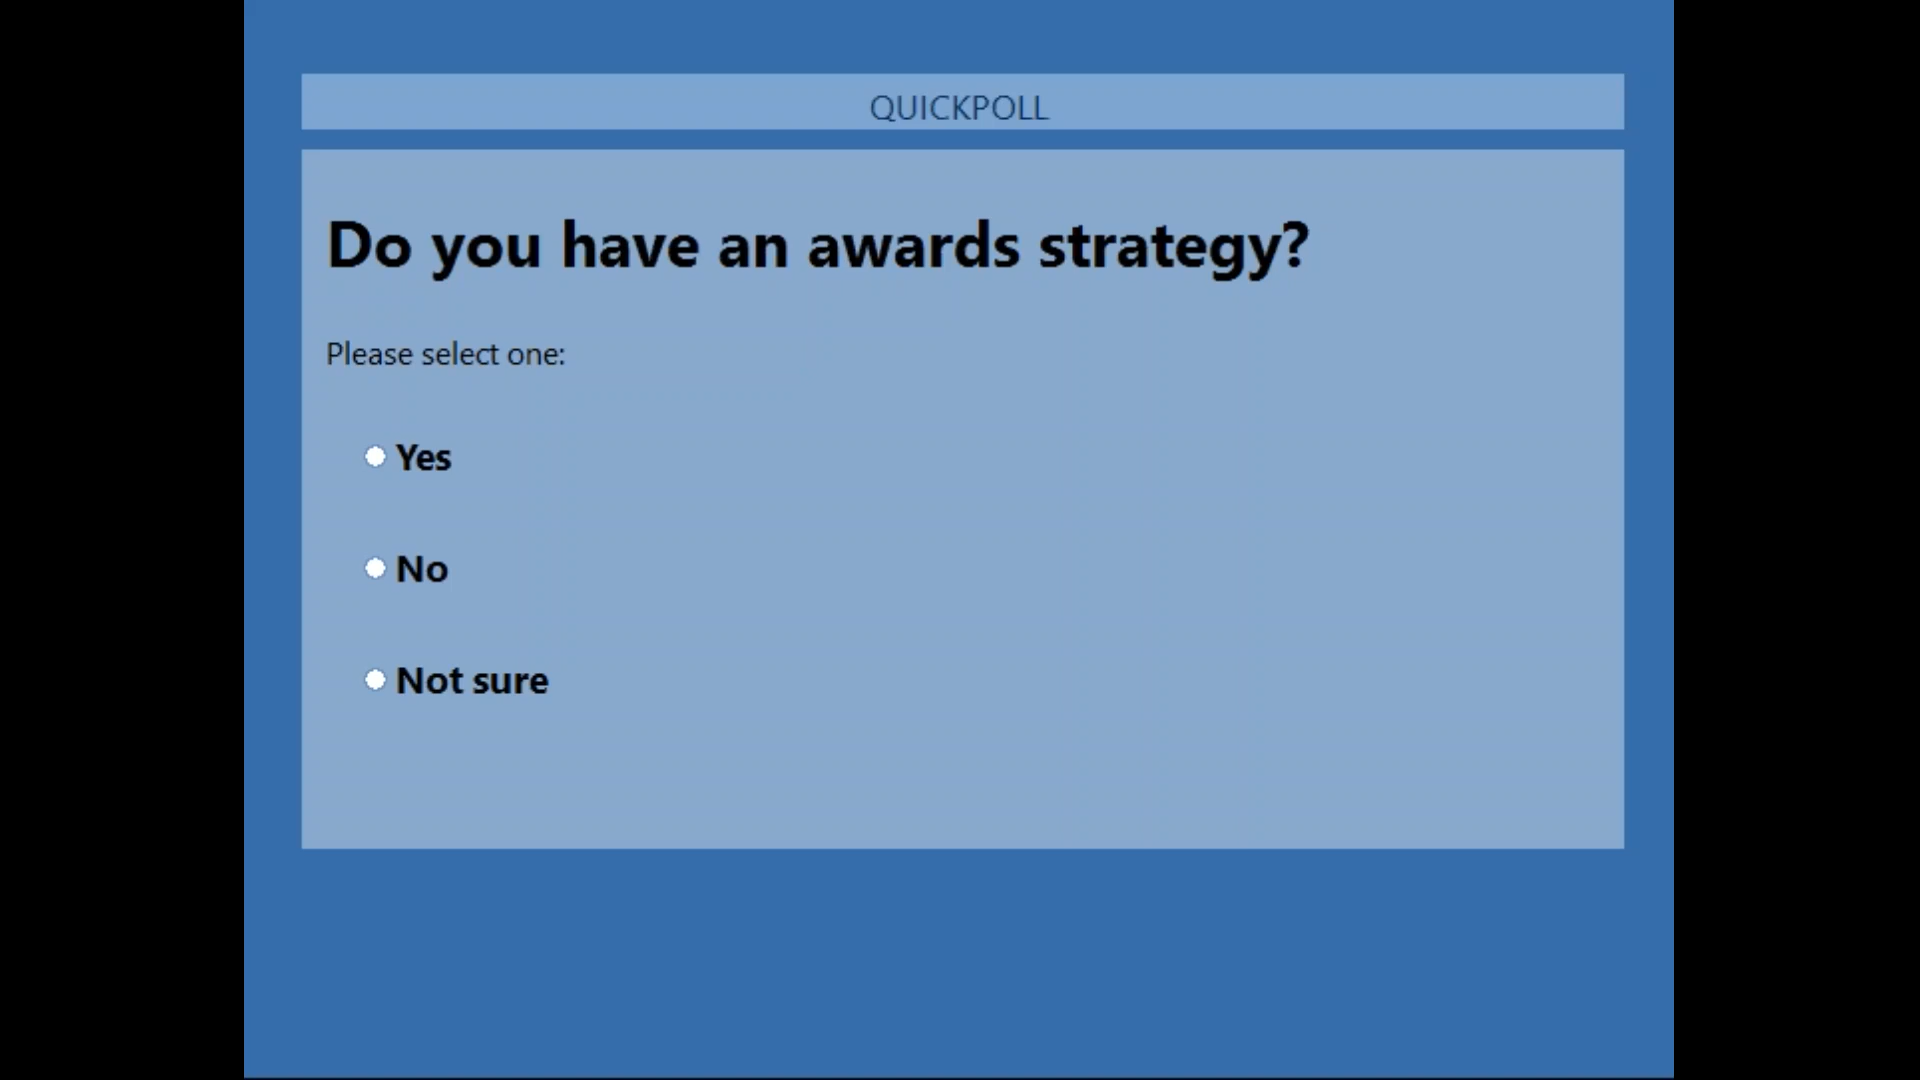 QUICKPOLL
Do you have an awards strategy?
Please select one:
Yes
No
Not sure